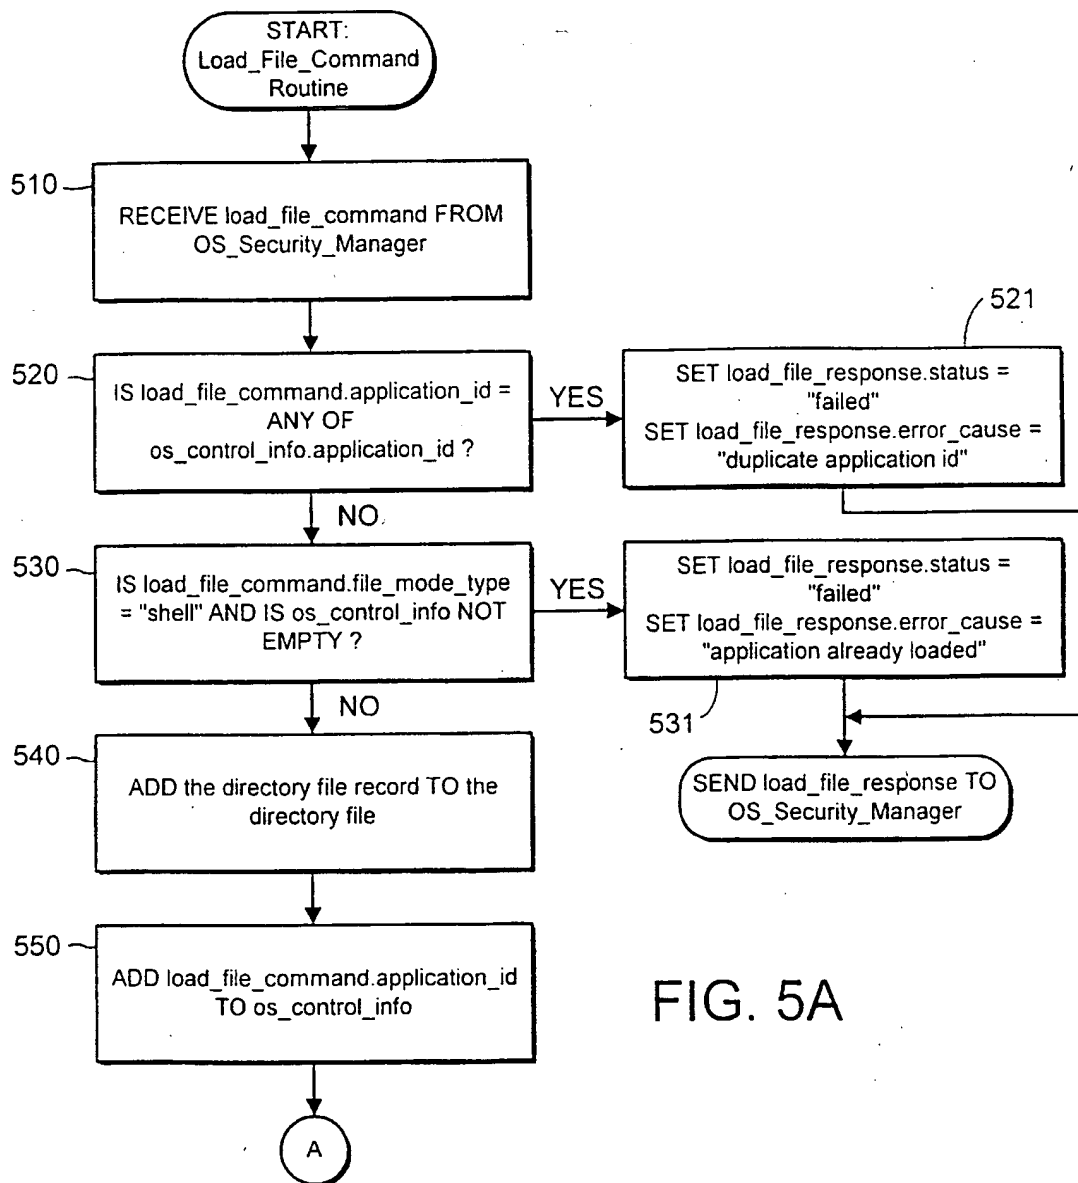 START:
Load_File_Command
Routine
510
RECEIVE load_file_command FROM
OS_Security_Manager
520
IS load_file_command.application_id =
ANY OF
os_control_info.application_id ?
YES
521
SET load_file_response.status =
"failed"
SET load_file_response.error_cause =
"duplicate application id"
NO
530
IS load_file_command.file_mode_type
= "shell" AND IS os_control_info NOT
EMPTY ?
YES
SET load_file_response.status =
"failed"
SET load_file_response.error_cause =
"application already loaded"
531
NO
SEND load_file_response TO
OS_Security_Manager
540
ADD the directory file record TO the
directory file
550
ADD load_file_command.application_id
TO os_control_info
FIG. 5A
A